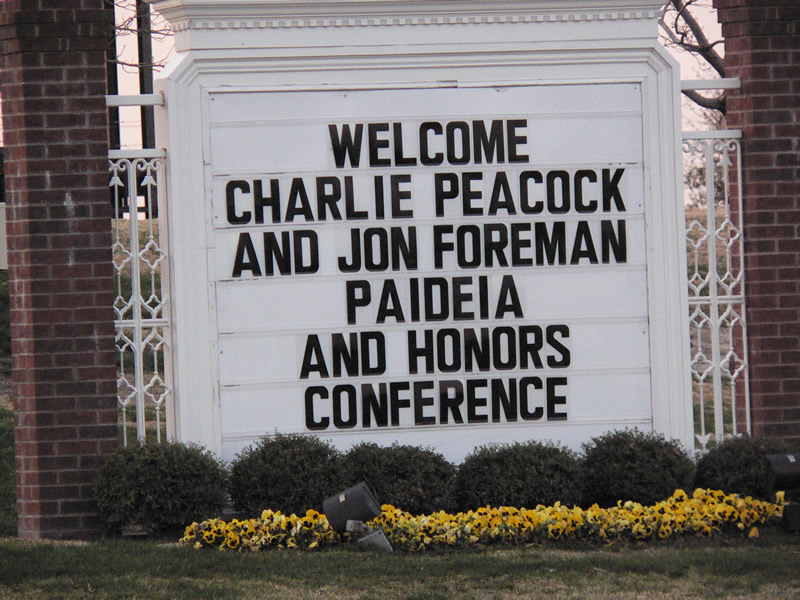 WELCOME
CHARLIE PEACOCK
AND JON FOREMAN
PAIDEIA
AND HONORS
CONFERENCE